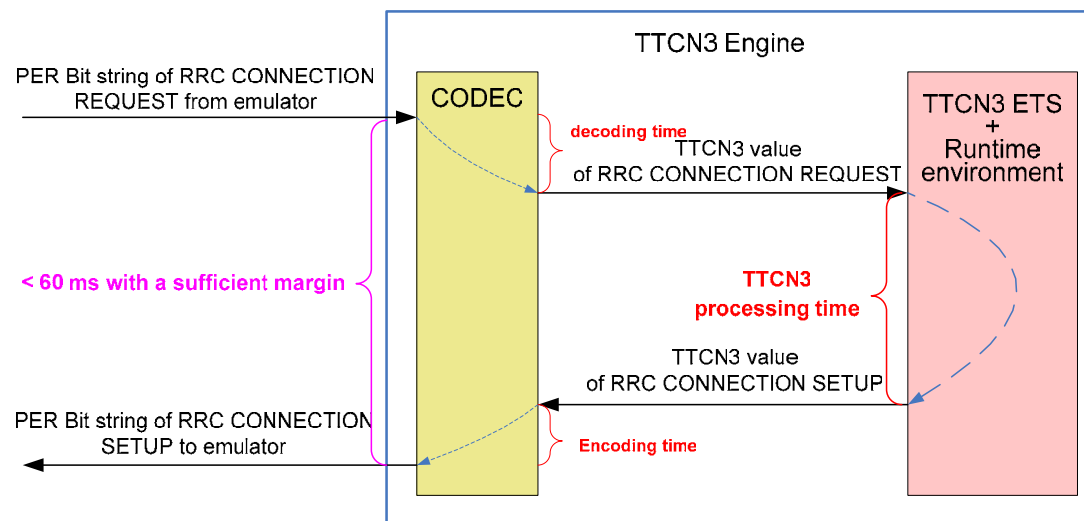 TTCN3 Engine
PER Bit string of RRC CONNECTION
REQUEST from emulator
CODEC
TTCN3 ETS
+
Runtime
environment
decoding time
TTCN3 value
of RRC CONNECTION REQUEST
< 60 ms with a sufficient margin
TTCN3
processing time
TTCN3 value
of RRC CONNECTION SETUP
PER Bit string of RRC CONNECTION
SETUP to emulator
Encoding time